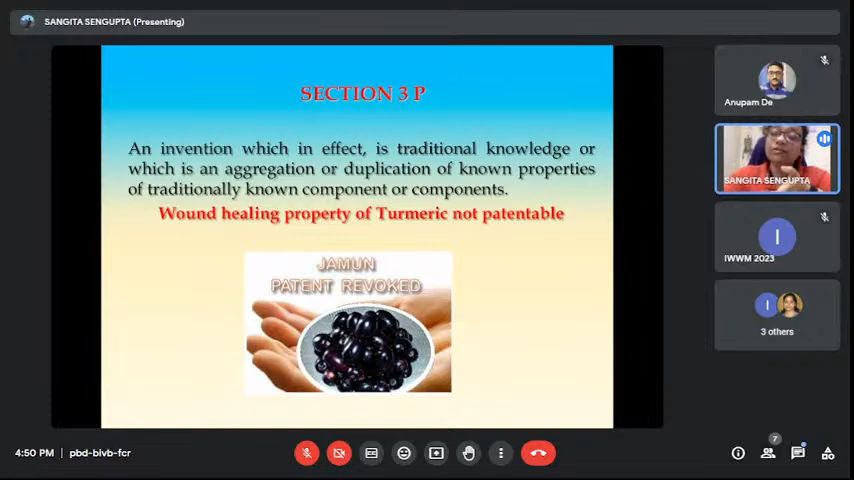 SANGITA SENGUPTA (Presenting)
SECTION 3 P
An invention which in effect, is traditional knowledge or
which is an aggregation or duplication of known properties
of traditionally known component or components.
Wound healing property of Turmeric not patentable
JAMUN
PATENT REVOKED
Anupam De
SANGITA SENGUPTA
I
IWWM 2023
I
3 others
4:50 PM | pbd-bivb-fcr
7